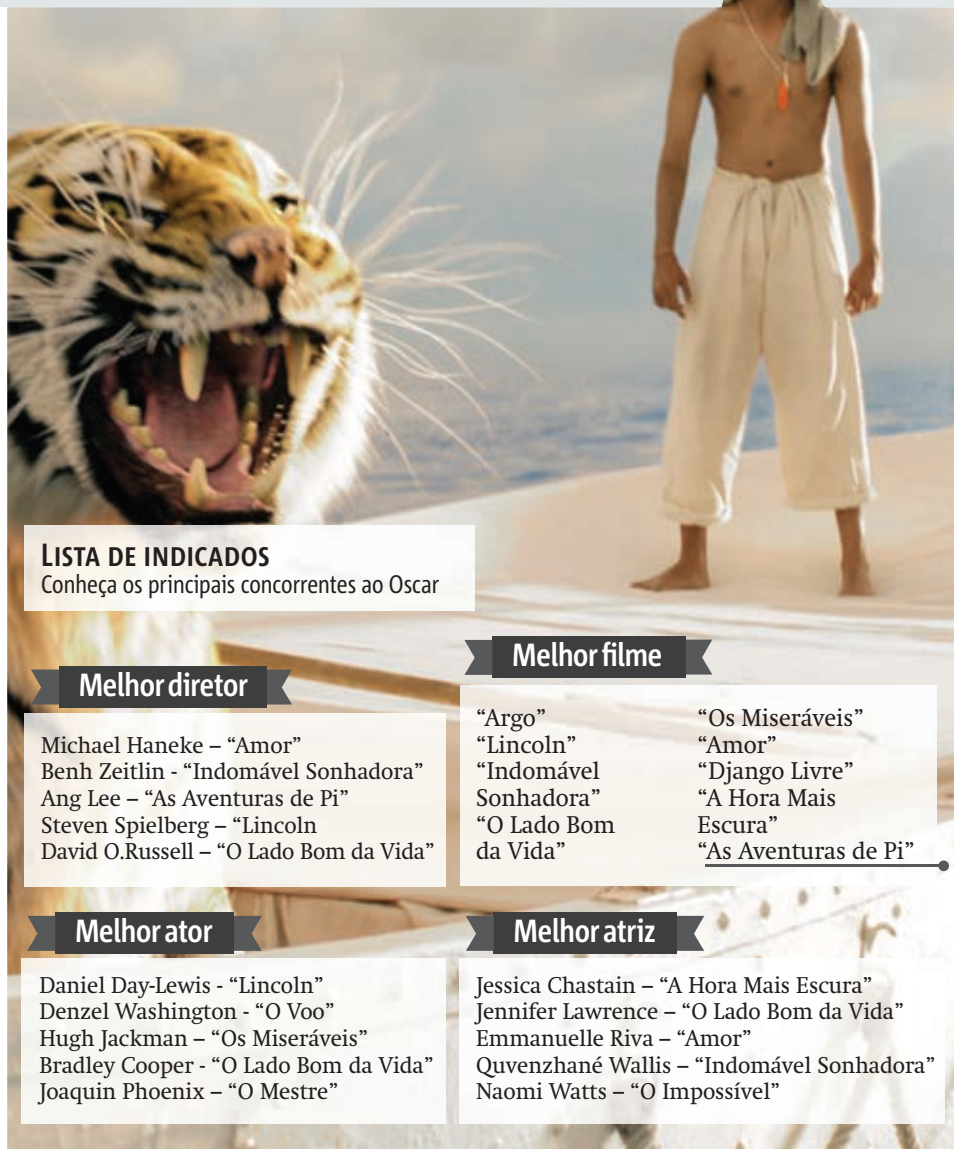 LISTA DE INDICADOS
Conheça os principais concorrentes ao Oscar
Melhor diretor
Michael Haneke – “Amor”
Benh Zeitlin - “Indomável Sonhadora”
Ang Lee – “As Aventuras de Pi”
Steven Spielberg – “Lincoln
David O.Russell – “O Lado Bom da Vida”
Melhor filme
“Argo”
“Lincoln”
“Indomável
Sonhadora”
“O Lado Bom
da Vida”
“Os Miseráveis”
“Amor”
“Django Livre”
“A Hora Mais
Escura”
“As Aventuras de Pi”
Melhor ator
Daniel Day-Lewis - “Lincoln”
Denzel Washington - “O Voo”
Hugh Jackman – “Os Miseráveis”
Bradley Cooper - “O Lado Bom da Vida”
Joaquin Phoenix – “O Mestre”
Melhor atriz
Jessica Chastain – “A Hora Mais Escura”
Jennifer Lawrence – “O Lado Bom da Vida”
Emmanuelle Riva – “Amor”
Quvenzhané Wallis – “Indomável Sonhadora”
Naomi Watts – “O Impossível”